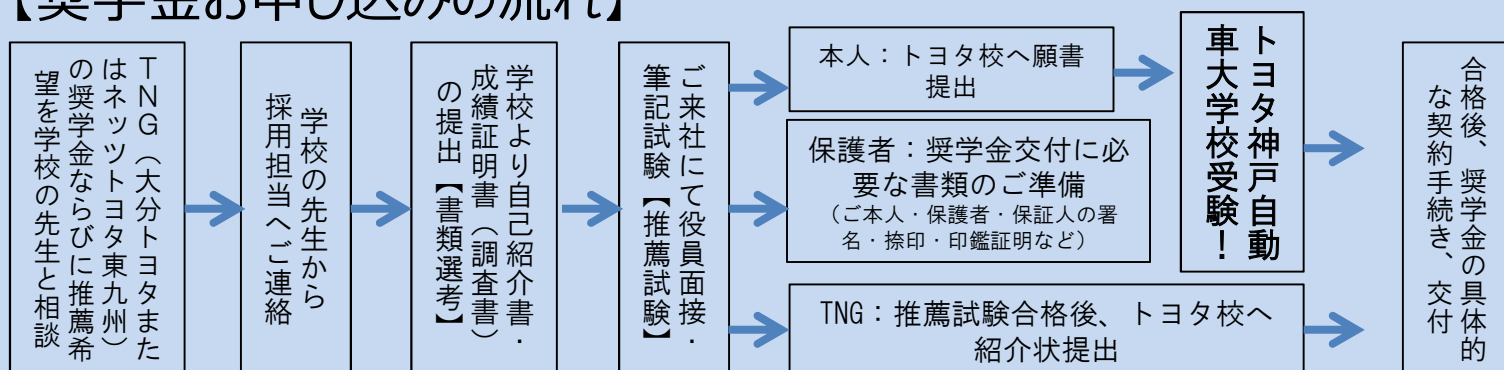 【奨学金お申し込みの流れ】
TNG（大分トヨタまた
はネッツトヨタ東九州）
の奨学金ならびに推薦希
望を学校の先生と相談
学校の先生から
採用担当へご連絡
学校より自己紹介書・
成績証明書（調査書）
の提出【書類選考】
ご来社にて役員面接・
筆記試験【推薦試験】
本人：トヨタ校へ願書
提出
保護者：奨学金交付に必
要な書類のご準備
（ご本人・保護者・保証人の署
名・捺印・印鑑証明など）
TNG：推薦試験合格後、トヨタ校へ
紹介状提出
トヨタ神戸自動
車大学校受験！
合格後、奨学金の具体的
な契約手続き、交付